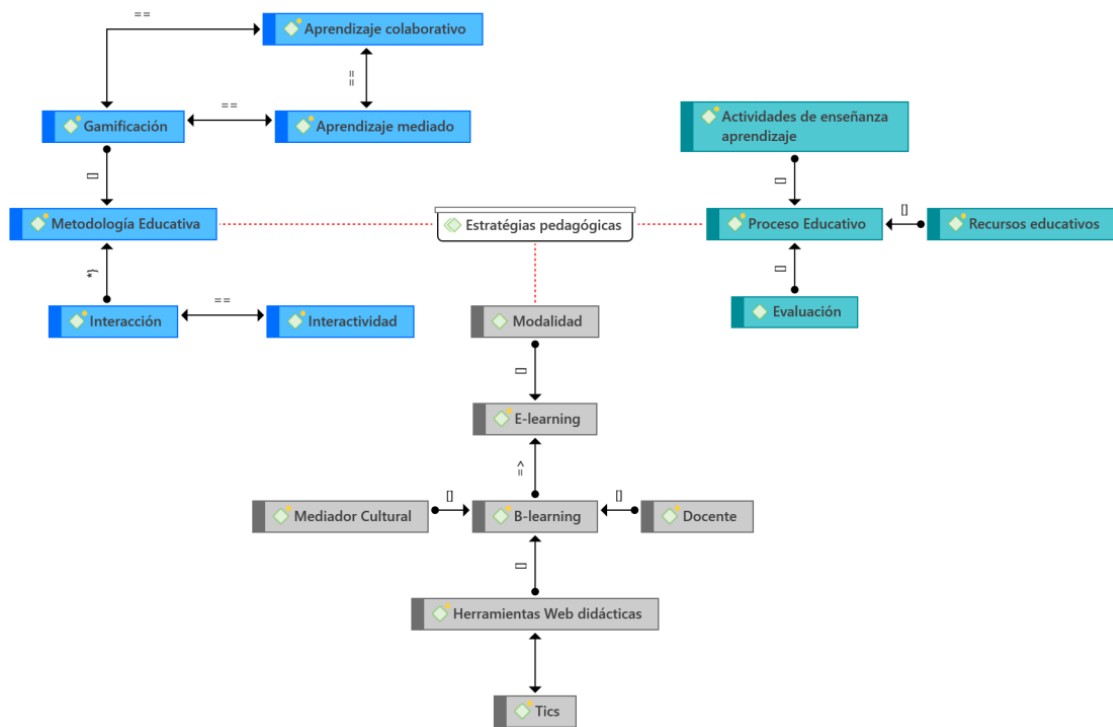 ==
Aprendizaje colaborativo
==
Gamificación
==
Aprendizaje mediado
Actividades de enseñanza
aprendizaje
[]
[]
Metodología Educativa
Estratégias pedagógicas
Proceso Educativo
[]
Recursos educativos
*}
[]
Interacción
==
Interactividad
Modalidad
Evaluación
[]
E-learning
=>
Mediador Cultural
[]
B-learning
[]
Docente
[]
Herramientas Web didácticas
Tics